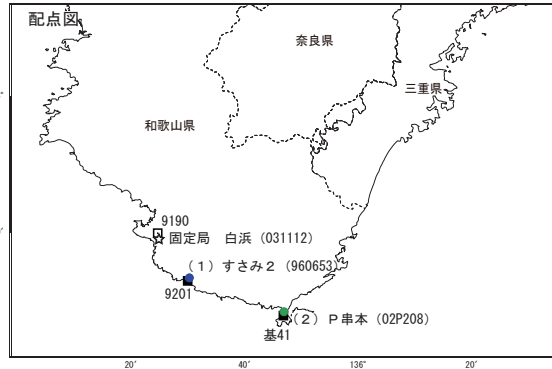 配点図
奈良県
三重県
和歌山県
9190
固定局 白浜（031112）
（1）すさみ2（960653）
9201
（2）P串本（02P208）
基41
20'
40'
136°
20'